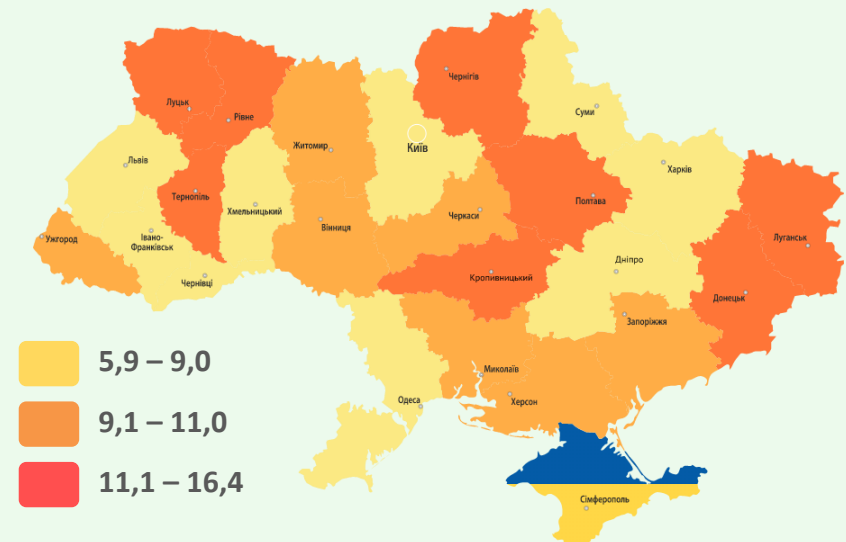 Чернігів
Луцьк
Рівне
Суми
Житомир
Київ
Львів
Харків
Тернопіль
Полтава
Хмельницький
Черкаси
Вінниця
Ужгород
Івано-
Франківськ
Луганськ
Дніпро
Кропивницький
Чернівці
Донецьк
Запоріжжя
Миколаїв
Одеса
Херсон
Сімферополь
5,9 – 9,0
9,1 – 11,0
11,1 – 16,4